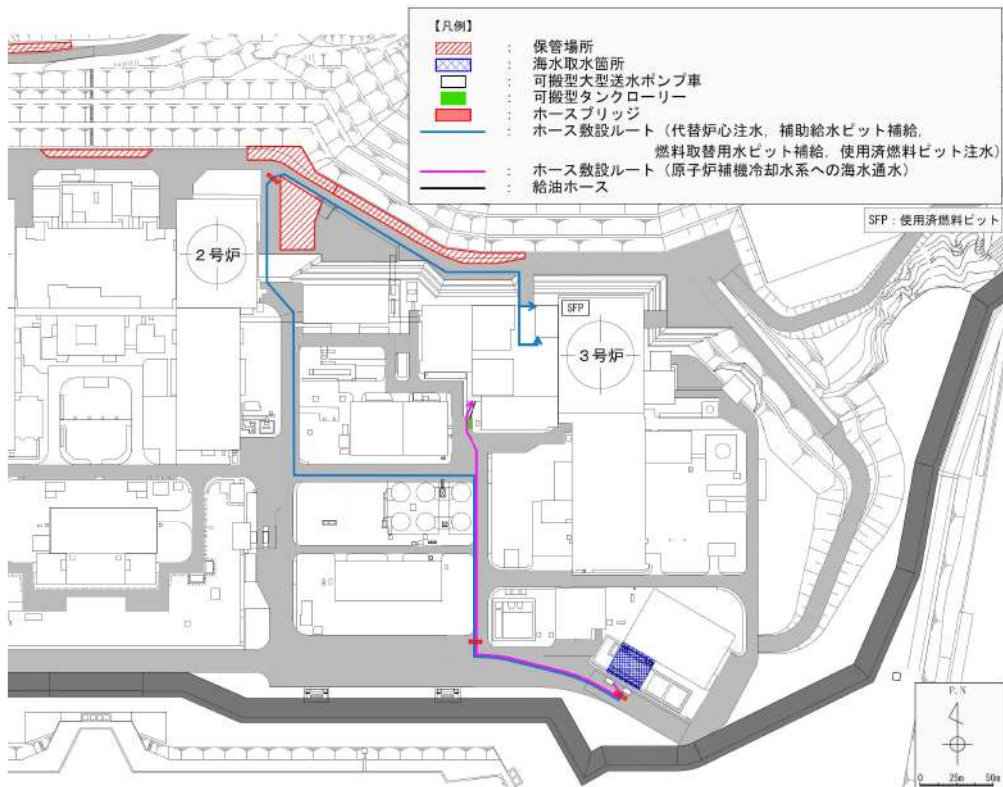 【凡例】
： 保管場所
： 海水取水箇所
： 可搬型大型送水ポンプ車
： 可搬型タンクローリー
： ホースブリッジ
： ホース敷設ルート（代替炉心注水，補助給水ピット補給，
燃料取替用水ピット補給，使用済燃料ピット注水）
： ホース敷設ルート（原子炉補機冷却水系への海水通水）
： 給油ホース
SFP：使用済燃料ピット
２号炉
SFP
３号炉
P.N
0 25m 50m